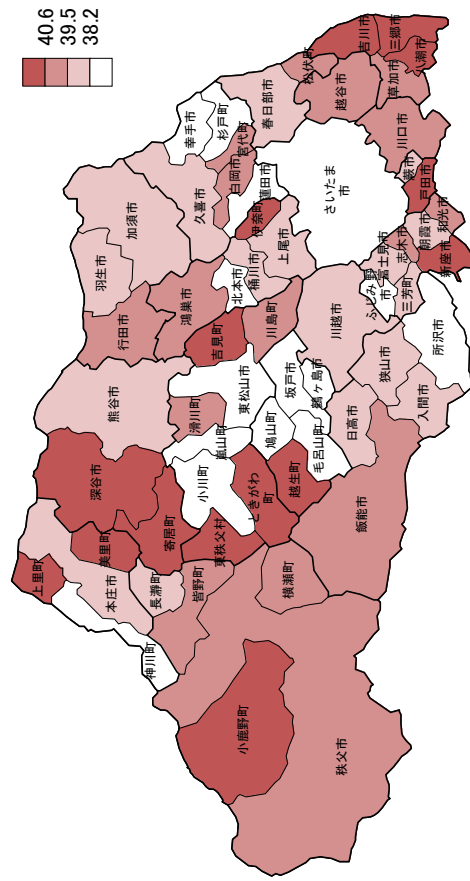 40.6
39.5
38.2
上里町
深谷市
本庄市
美里町
熊谷市
羽生市
加須市
行田市
神川町
長瀞町
寄居町
鴻巣市
久喜市
幸手市
皆野町
小川町
滑川町
嵐山町
吉見町
杉戸町
小鹿野町
東秩父村
ときがわ
町
東松山市
北本市
桶川市
白岡市
宮代町
伊奈町
蓮田市
春日部市
横瀬町
鳩山町
越生町
川島町
上尾市
松伏町
秩父市
毛呂山町
坂戸市
鶴ヶ島市
さいたま
市
越谷市
吉川市
飯能市
日高市
川越市
ふじみ野
市
富士見市
志木市
三芳町
草加市
三郷市
八潮市
狭山市
川口市
蕨市
戸田市
入間市
所沢市
朝霞市
和光市
新座市